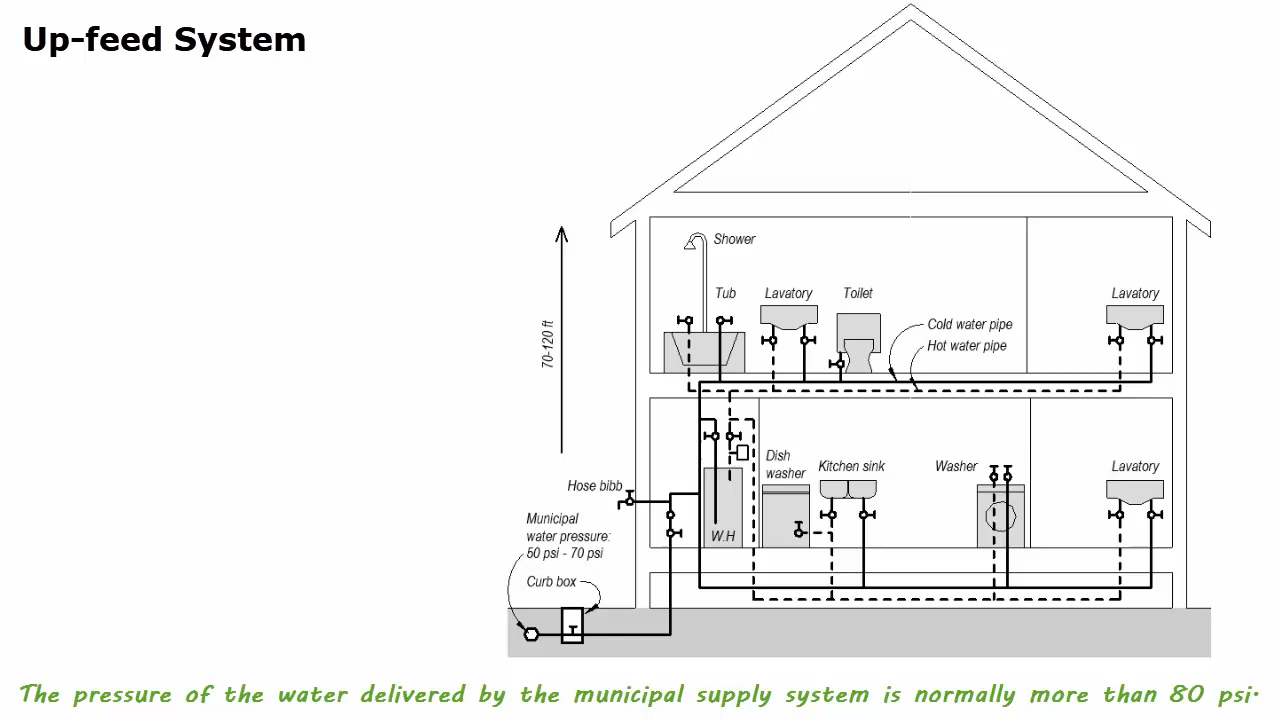 Up-feed System
Shower
Tub
Lavatory
Toilet
Lavatory
Cold water pipe
Hot water pipe
70-120 ft
Dish
washer
Kitchen sink
Washer
Lavatory
Hose bibb
Municipal
water pressure:
50 psi - 70 psi
W.H
Curb box
The pressure of the water delivered by the municipal supply system is normally more than 80 psi.